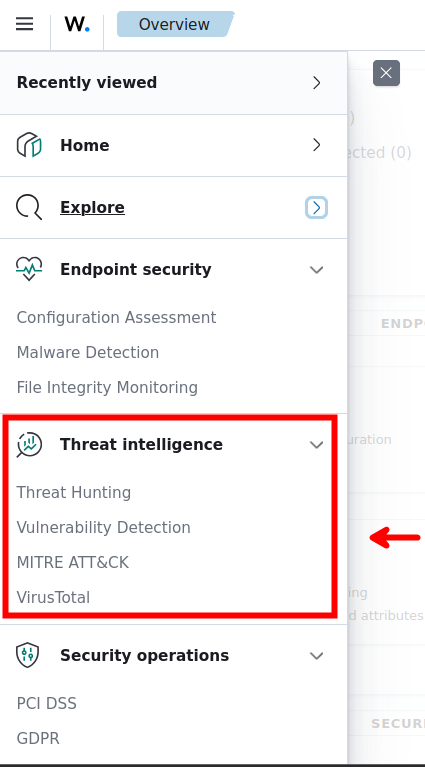 W. Overview
Recently viewed
Home
Explore
Endpoint security
Configuration Assessment
Malware Detection
File Integrity Monitoring
Threat intelligence
Threat Hunting
Vulnerability Detection
MITRE ATT&CK
VirusTotal
Security operations
PCI DSS
GDPR
)
ected (0)
ENDP
uration
ing
d attributes
SECURI